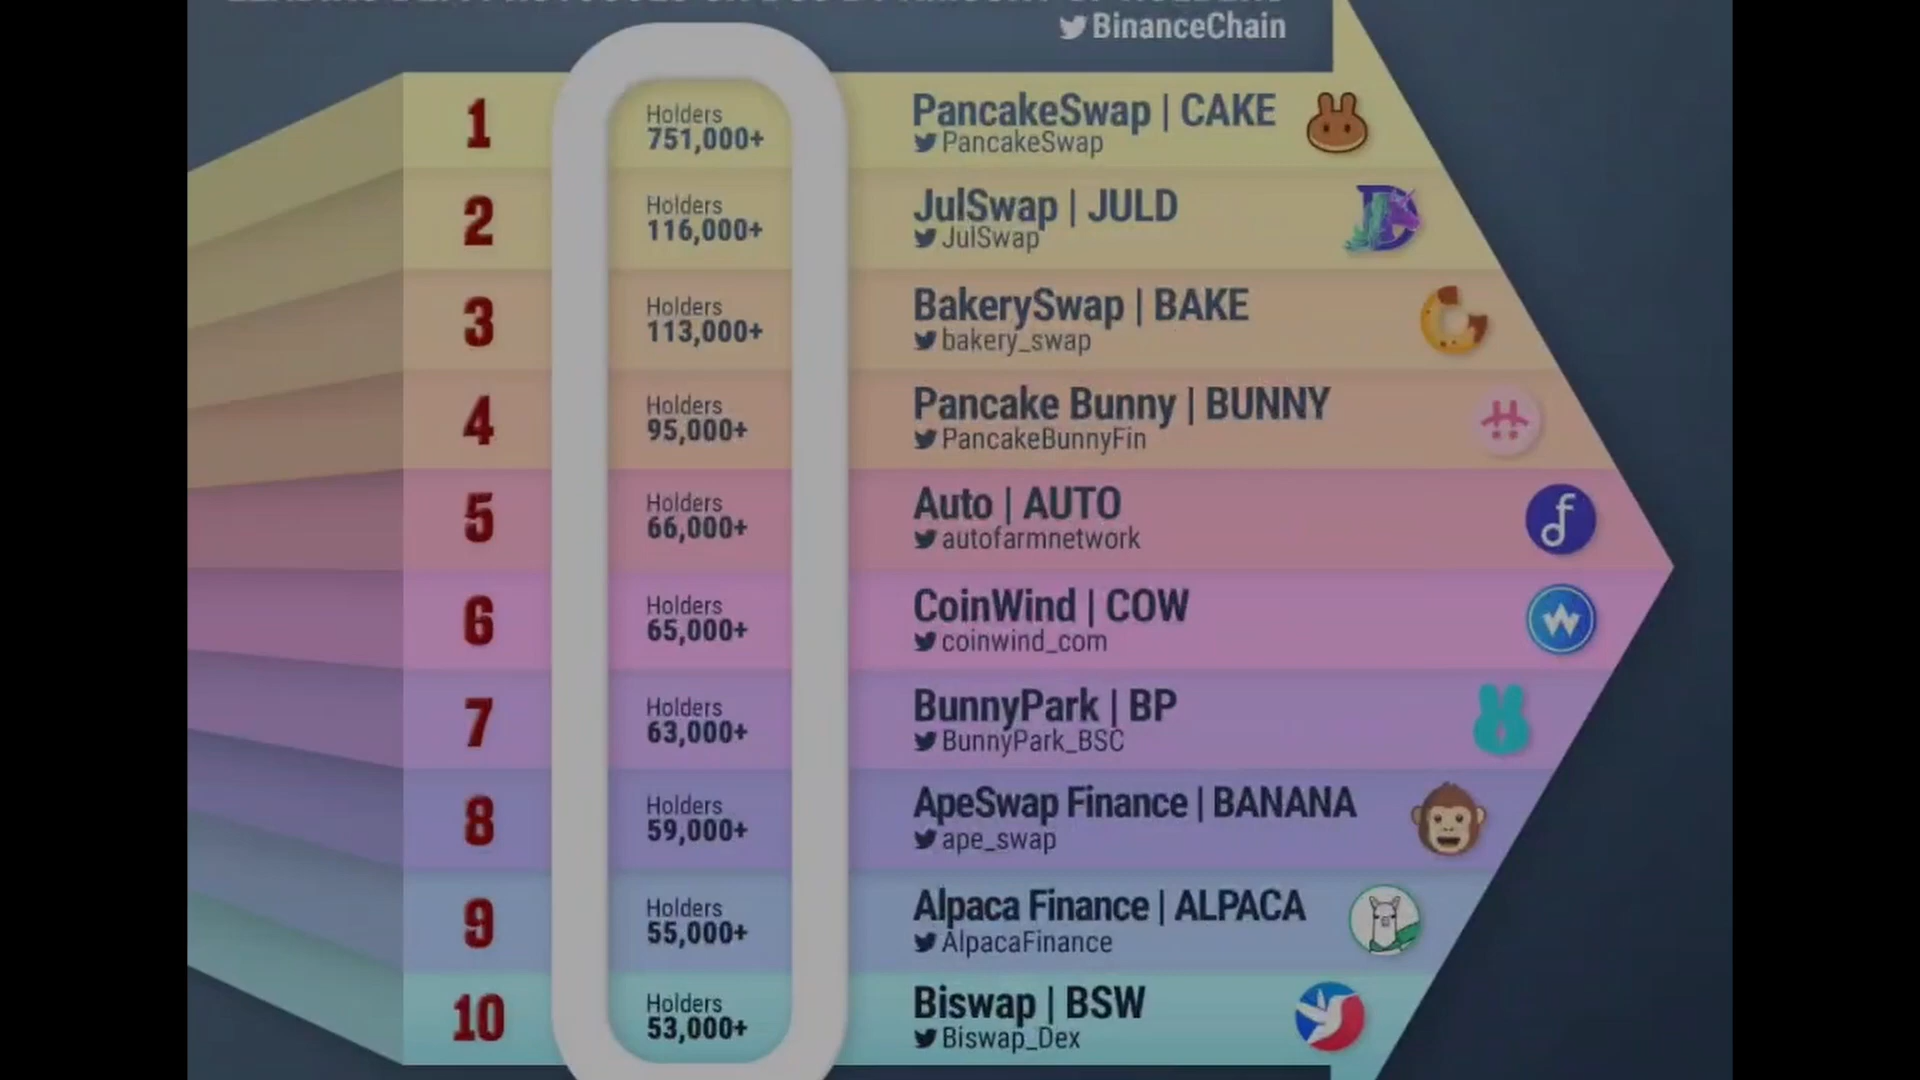 BinanceChain
1
Holders
751,000+
PancakeSwap | CAKE
PancakeSwap
2
Holders
116,000+
JulSwap | JULD
JulSwap
3
Holders
113,000+
BakerySwap | BAKE
bakery_swap
4
Holders
95,000+
Pancake Bunny | BUNNY
PancakeBunnyFin
5
Holders
66,000+
Auto | AUTO
autofarmnetwork
6
Holders
65,000+
CoinWind | COW
coinwind_com
7
Holders
63,000+
BunnyPark | BP
BunnyPark_BSC
8
Holders
59,000+
ApeSwap Finance | BANANA
ape_swap
9
Holders
55,000+
Alpaca Finance | ALPACA
AlpacaFinance
10
Holders
53,000+
Biswap | BSW
Biswap_Dex